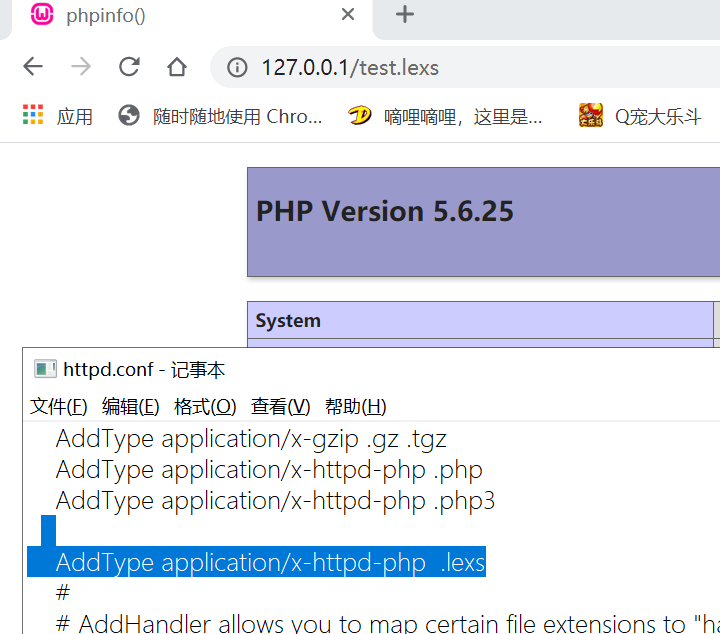 phpinfo()
127.0.0.1/test.lexs
应用 随时随地使用 Chro... 嘀哩嘀哩，这里是... Q宠大乐斗
PHP Version 5.6.25
System
httpd.conf - 记事本
文件(F) 编辑(E) 格式(O) 查看(V) 帮助(H)
AddType application/x-gzip .gz .tgz
AddType application/x-httpd-php .php
AddType application/x-httpd-php .php3
AddType application/x-httpd-php  .lexs
#
# AddHandler allows you to map certain file extensions to "ha